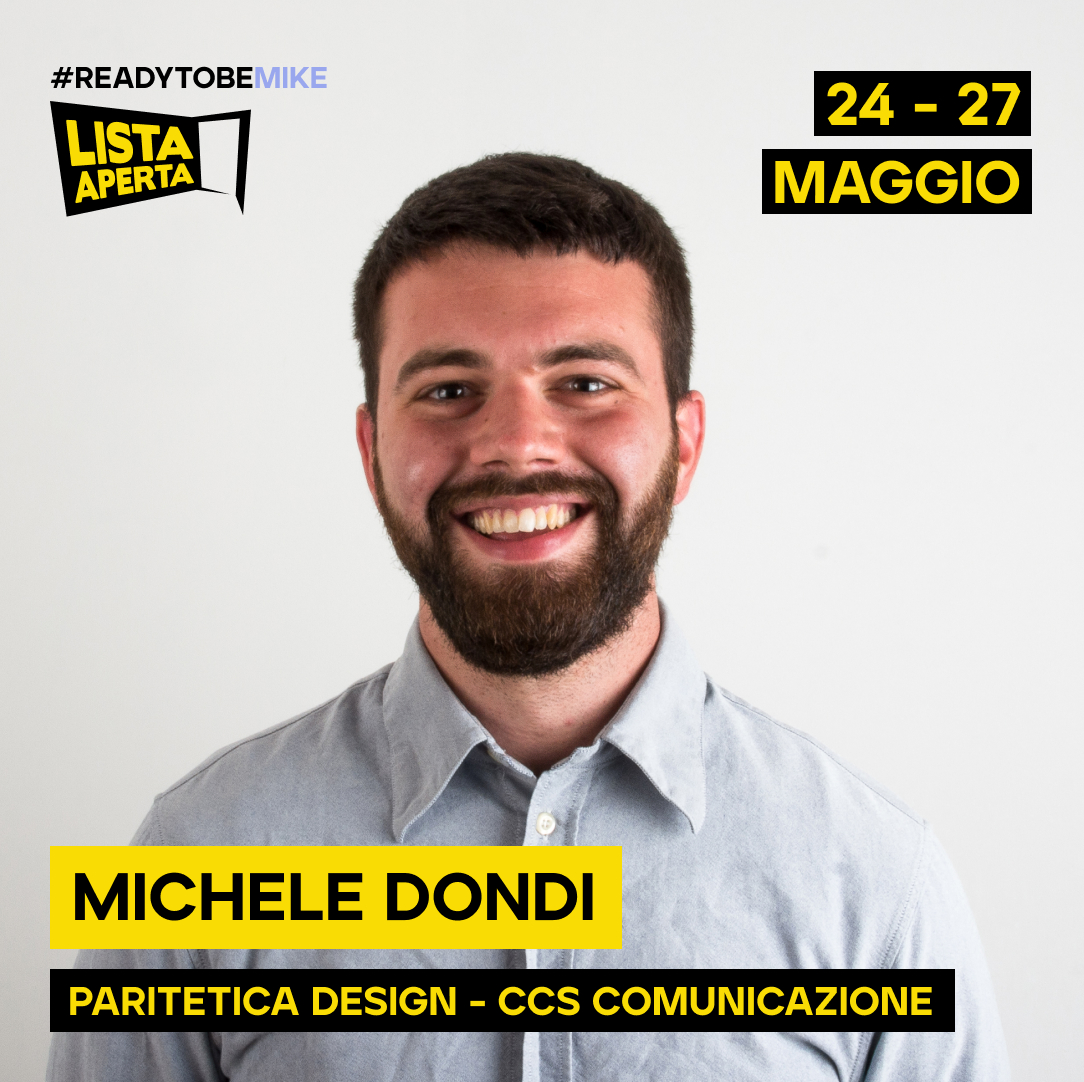 #READYTOBEMIKE
LISTA
APERTA
24 - 27
MAGGIO
MICHELE DONDI
PARITETICA DESIGN - CCS COMUNICAZIONE